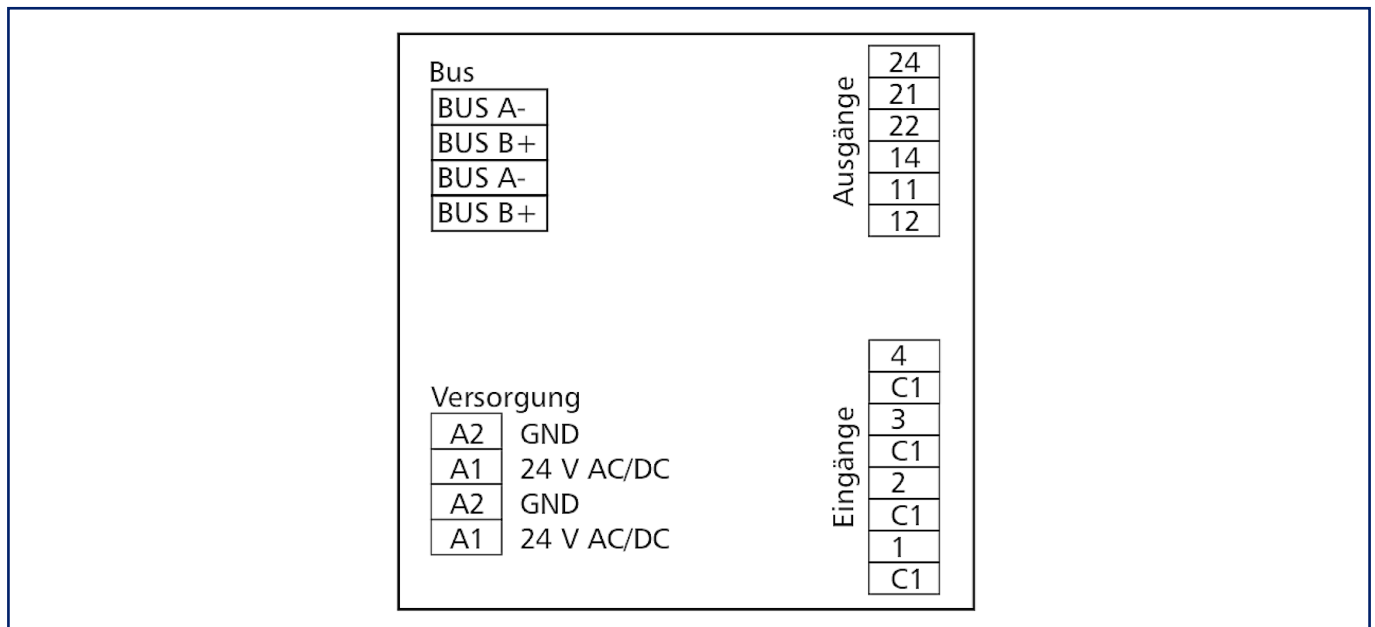 Bus
BUS A-
BUS B+
BUS A-
BUS B+
Versorgung
A2 GND
A1 24 V AC/DC
A2 GND
A1 24 V AC/DC
Ausgänge
24
21
22
14
11
12
Eingänge
4
C1
3
C1
2
C1
1
C1